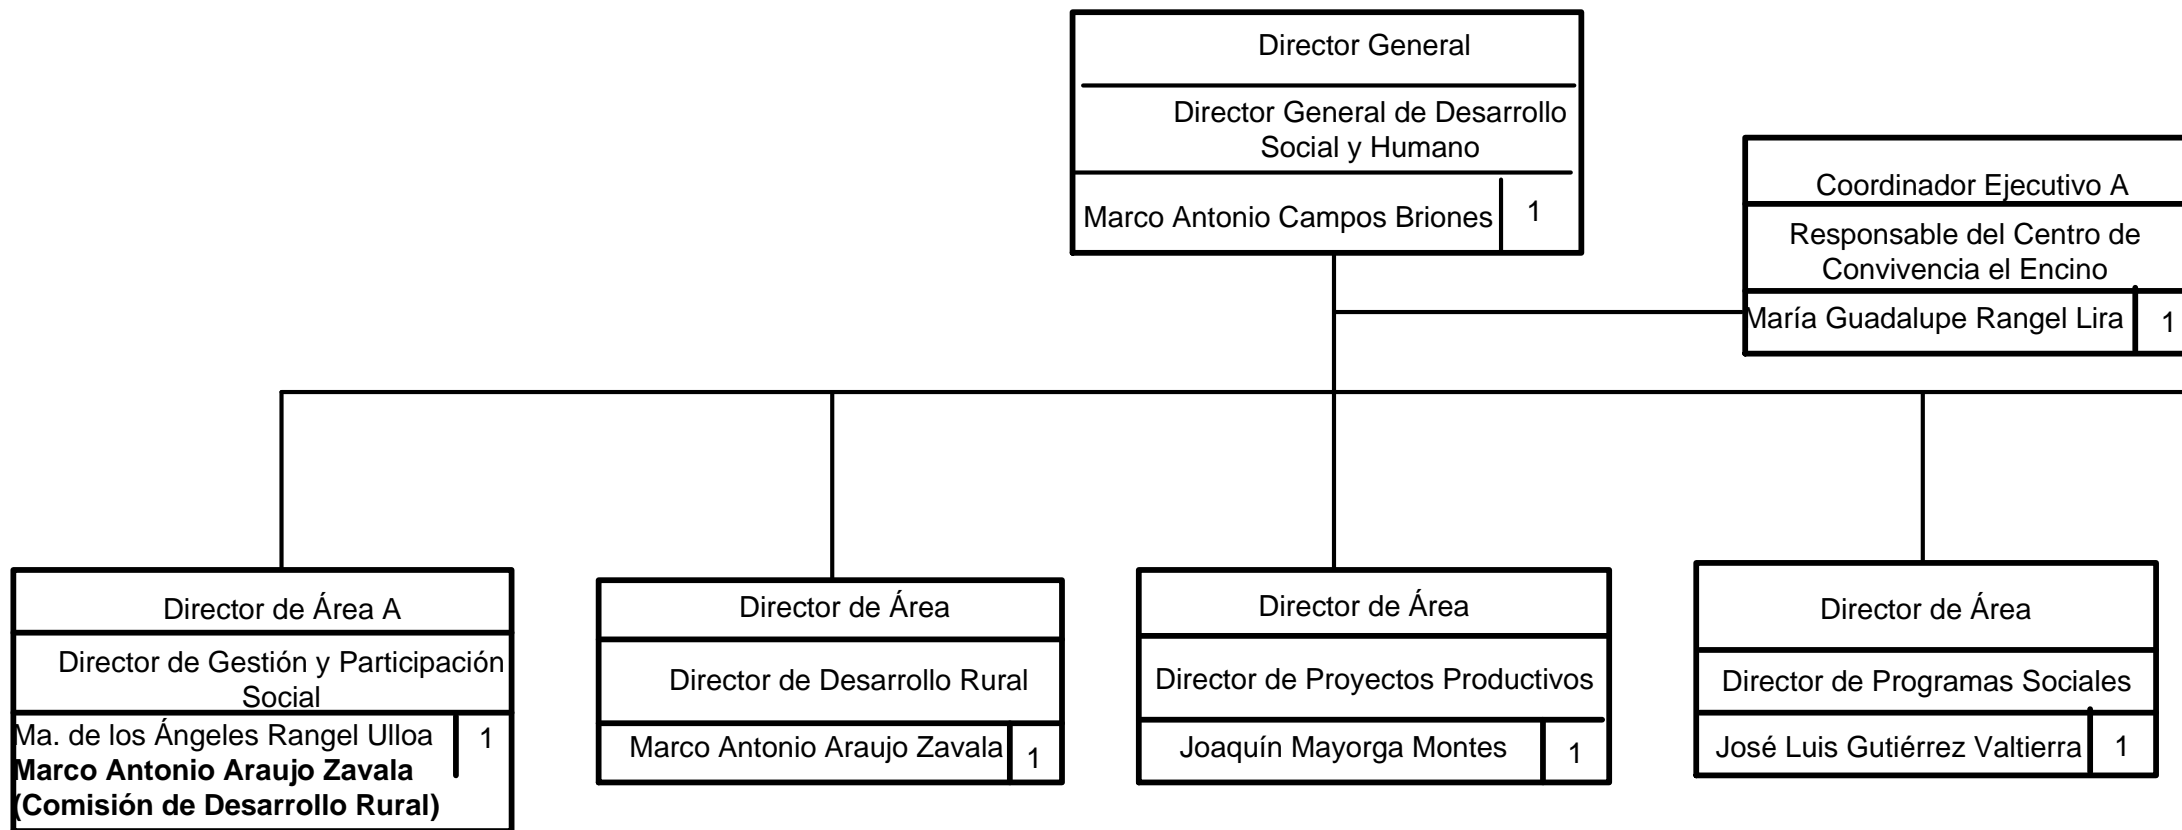 Director General
Director General de Desarrollo
Social y Humano
Marco Antonio Campos Briones
1
Coordinador Ejecutivo A
Responsable del Centro de
Convivencia el Encino
María Guadalupe Rangel Lira
1
Director de Área A
Director de Gestión y Participación
Social
Ma. de los Ángeles Rangel Ulloa
1
Marco Antonio Araujo Zavala
(Comisión de Desarrollo Rural)
Director de Área
Director de Desarrollo Rural
Marco Antonio Araujo Zavala
1
Director de Área
Director de Proyectos Productivos
Joaquín Mayorga Montes
1
Director de Área
Director de Programas Sociales
José Luis Gutiérrez Valtierra
1